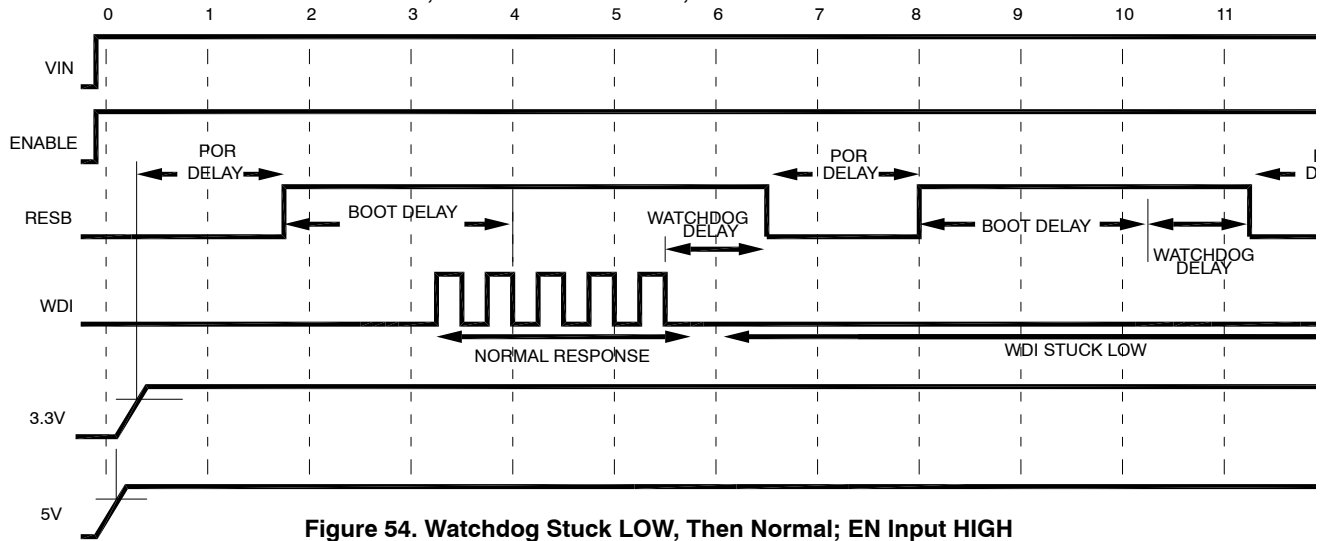 0 1 2 3 4 5 6 7 8 9 10 11
VIN
ENABLE
POR
DELAY
POR
DELAY
RESB
BOOT DELAY
WATCHDOG
DELAY
BOOT DELAY
WATCHDOG
DELAY
WDI
NORMAL RESPONSE
WDI STUCK LOW
3.3V
5V
Figure 54. Watchdog Stuck LOW, Then Normal; EN Input HIGH